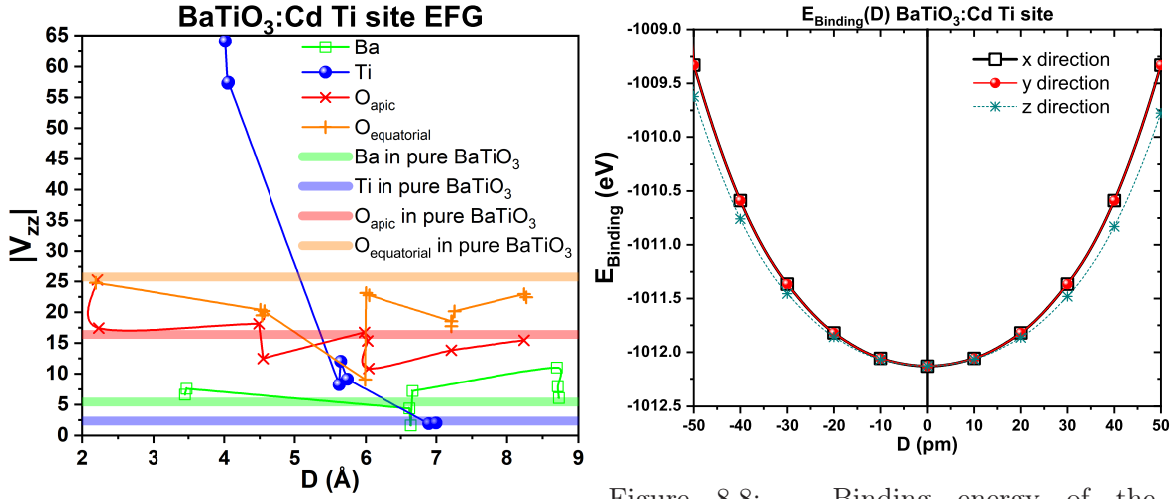 BaTiO3:Cd Ti site EFG
65
60
55
50
45
40
35
30
25
20
15
10
5
0
|Vzz|
Ba
Ti
Oapic
Oequatorial
Ba in pure BaTiO3
Ti in pure BaTiO3
Oapic in pure BaTiO3
Oequatorial in pure BaTiO3
2 3 4 5 6 7 8 9
D (Å)
EBinding(D) BaTiO3:Cd Ti site
-1009.0
-1009.5
-1010.0
-1010.5
-1011.0
-1011.5
-1012.0
-1012.5
EBinding (eV)
x direction
y direction
z direction
-50 -40 -30 -20 -10 0 10 20 30 40 50
D (pm)
Figure 8.8: Binding energy of the